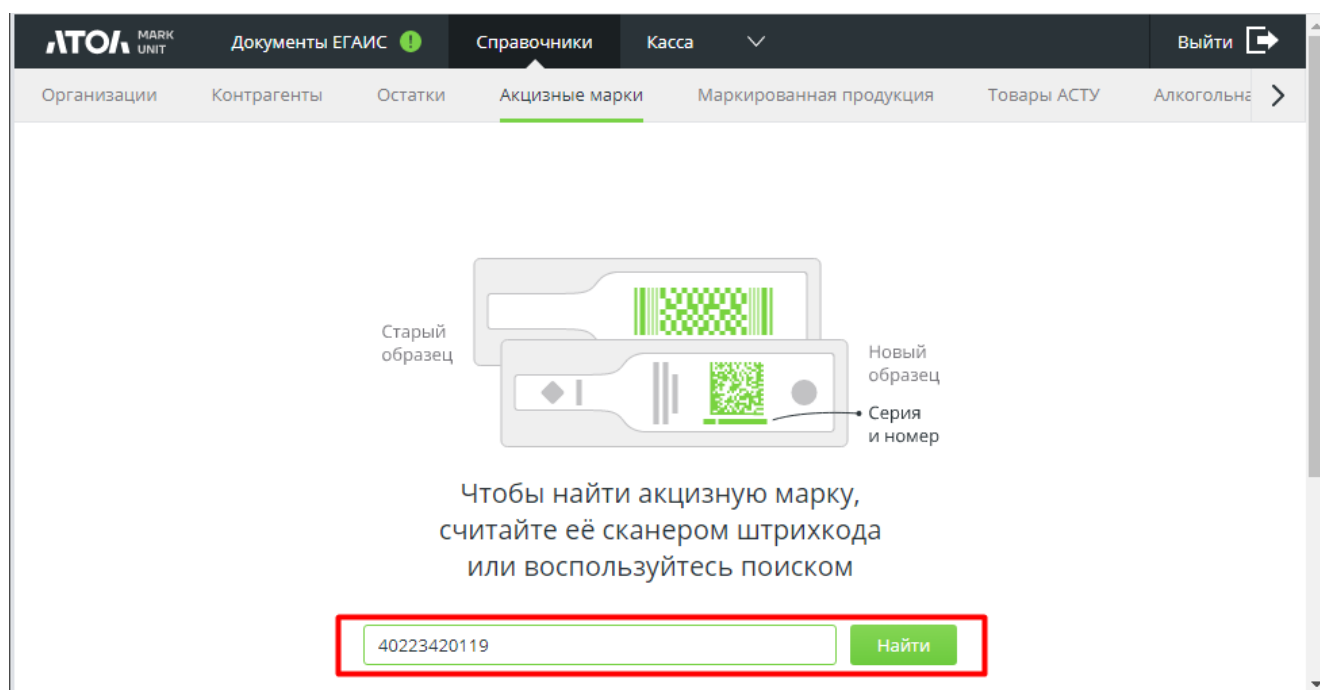 АТОЛ MARK UNIT Документы ЕГАИС ! Справочники Касса Выйти
Организации Контрагенты Остатки Акцизные марки Маркированная продукция Товары АСТУ Алкогольна
Старый
образец
Новый
образец
Серия
и номер
Чтобы найти акцизную марку,
считайте её сканером штрихкода
или воспользуйтесь поиском
40223420119 Найти